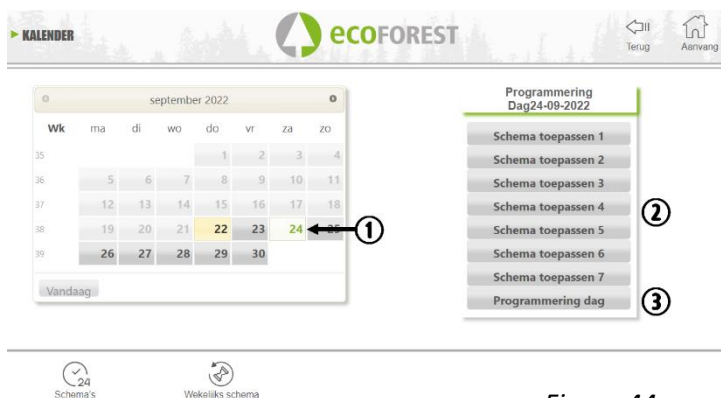 KALENDER
ecoFOREST
Terug
Aanvang
september 2022
Wk ma di wo do vr za zo
35 1 2 3 4
36 5 6 7 8 9 10 11
37 12 13 14 15 16 17 18
38 19 20 21 22 23 24 25
39 26 27 28 29 30
Vandaag
1
Programmering
Dag24-09-2022
Schema toepassen 1
Schema toepassen 2
Schema toepassen 3
Schema toepassen 4
Schema toepassen 5
Schema toepassen 6
Schema toepassen 7
Programmering dag
2
3
24
Schema's
Wekelijks schema